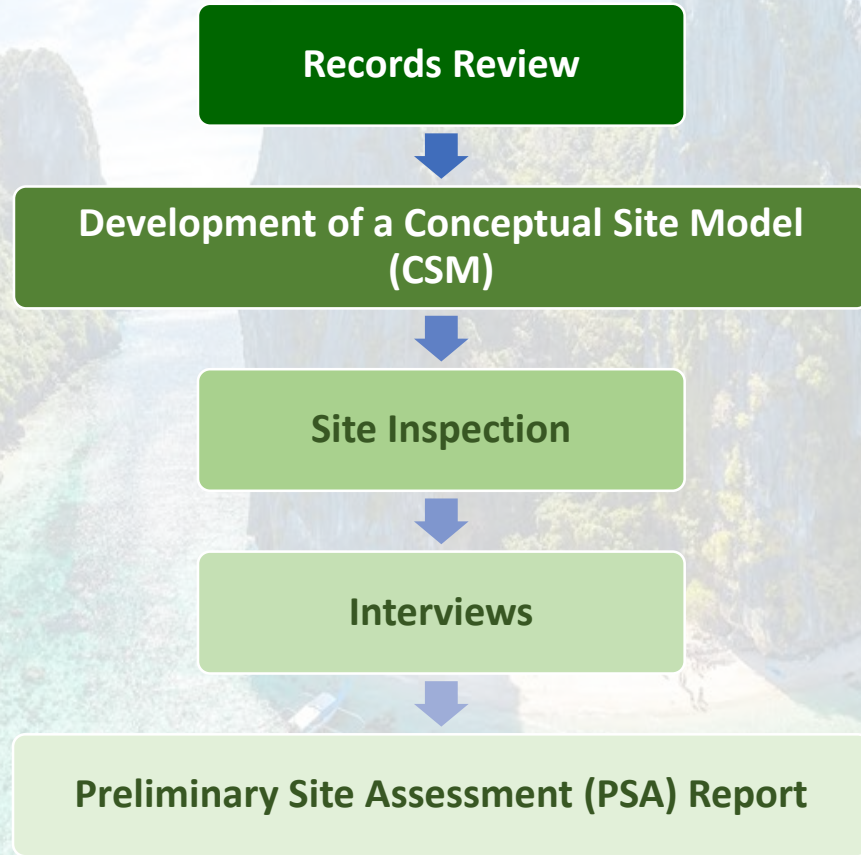 Records Review
Development of a Conceptual Site Model
(CSM)
Site Inspection
Interviews
Preliminary Site Assessment (PSA) Report